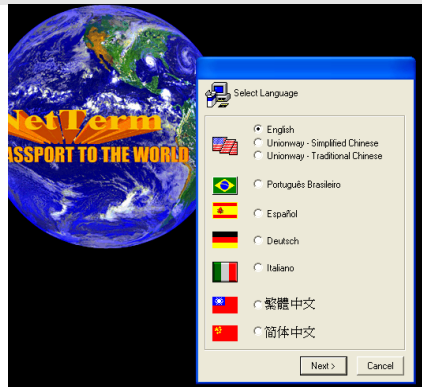 NetTerm
ASSPORT TO THE WORLD
Select Language
English
Unionway - Simplified Chinese
Unionway - Traditional Chinese
Português Brasileiro
Español
Deutsch
Italiano
繁體中文
简体中文
Next >
Cancel